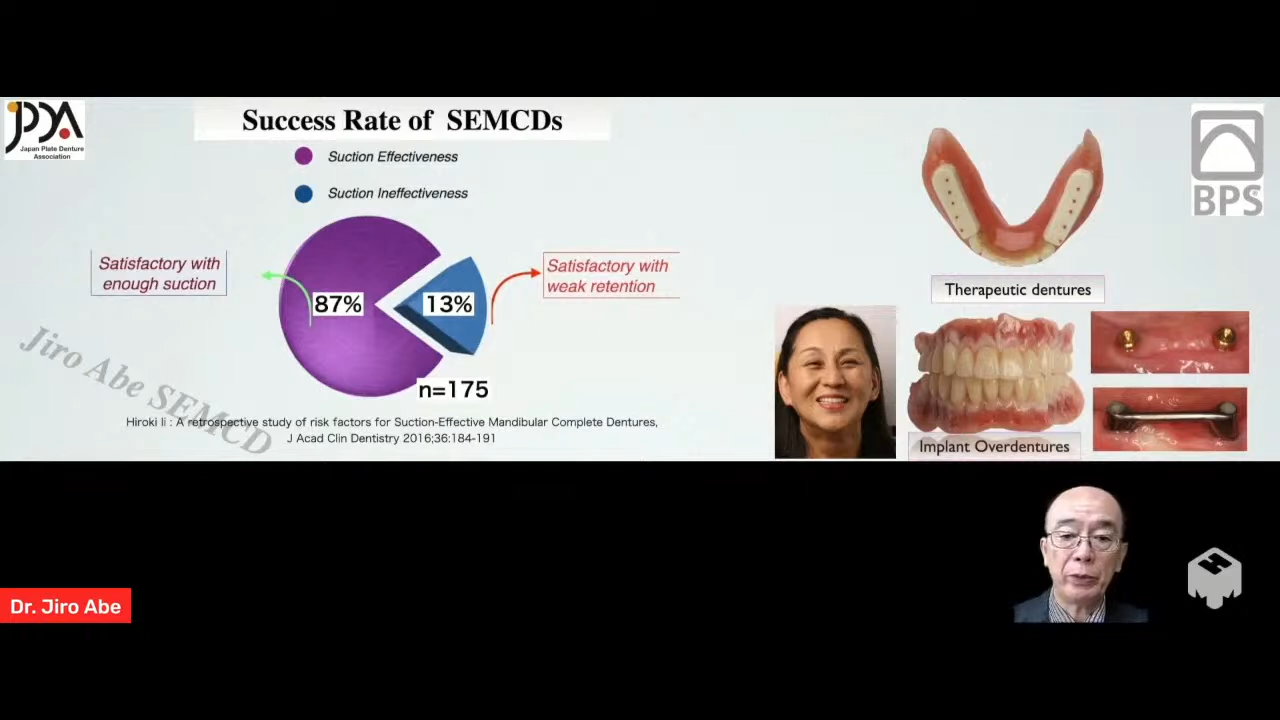 JPDA
Japan Plate Denture
Association
Success Rate of SEMCDs
Suction Effectiveness
Suction Ineffectiveness
Satisfactory with
enough suction
87%
13%
Satisfactory with
weak retention
n=175
Hiroki Ii : A retrospective study of risk factors for Suction-Effective Mandibular Complete Dentures,
J Acad Clin Dentistry 2016;36:184-191
Jiro Abe SEMCD
BPS
Therapeutic dentures
Implant Overdentures
Dr. Jiro Abe